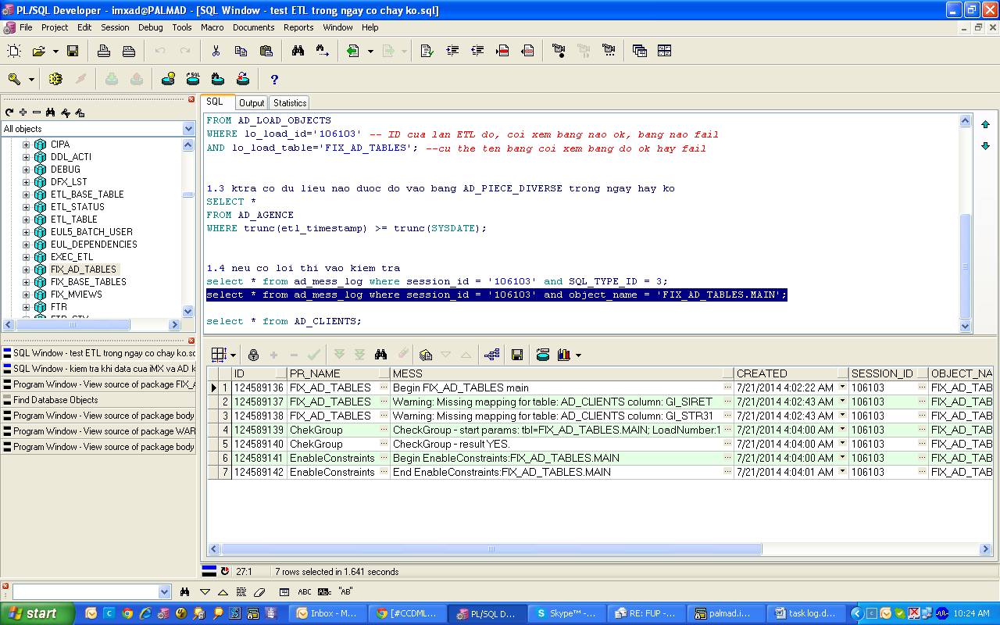 PL/SQL Developer - imxad@PALMAD - [SQL Window - test ETL trong ngay co chay ko.sql]
File Project Edit Session Debug Tools Macro Documents Reports Window Help
All objects
CIPA
DDL_ACTI
DEBUG
DFX_LST
ETL_BASE_TABLE
ETL_STATUS
ETL_TABLE
EUL5_BATCH_USER
EUL_DEPENDENCIES
EXEC_ETL
FIX_AD_TABLES
FIX_BASE_TABLES
FIX_MVIEWS
FTR
SQL Window - test ETL trong ngay co chay ko.sc
SQL Window - kiem tra khi data cua iMX va AD k
Program Window - View source of package FIX_A
Find Database Objects
Program Window - View source of package body
Program Window - View source of package WAR
Program Window - View source of package body
SQL Output Statistics
FROM AD_LOAD_OBJECTS
WHERE lo_load_id='106103' -- ID cua lan ETL do, coi xem bang nao ok, bang nao fail
AND lo_load_table='FIX_AD_TABLES'; --cu the ten bang coi xem bang do ok hay fail
1.3 ktra co du lieu nao duoc do vao bang AD_PIECE_DIVERSE trong ngay hay ko
SELECT *
FROM AD_AGENCE
WHERE trunc(etl_timestamp) >= trunc(SYSDATE);
1.4 neu co loi thi vao kiem tra
select * from ad_mess_log where session_id = '106103' and SQL_TYPE_ID = 3;
select * from ad_mess_log where session_id = '106103' and object_name = 'FIX_AD_TABLES.MAIN';
select * from AD_CLIENTS;
ID PR_NAME MESS CREATED SESSION_ID OBJECT_NA
1 124589136 FIX_AD_TABLES Begin FIX_AD_TABLES main 7/21/2014 4:02:22 AM 106103 FIX_AD_TAB
2 124589137 FIX_AD_TABLES Warning: Missing mapping for table: AD_CLIENTS column: GI_SIRET 7/21/2014 4:02:43 AM 106103 FIX_AD_TAB
3 124589138 FIX_AD_TABLES Warning: Missing mapping for table: AD_CLIENTS column: GI_STR31 7/21/2014 4:02:43 AM 106103 FIX_AD_TAB
4 124589139 ChekGroup CheckGroup - start params: tbl=FIX_AD_TABLES.MAIN; LoadNumber:1 7/21/2014 4:04:00 AM 106103 FIX_AD_TAB
5 124589140 ChekGroup CheckGroup - result YES. 7/21/2014 4:04:00 AM 106103 FIX_AD_TAB
6 124589141 EnableConstraints Begin EnableConstraints:FIX_AD_TABLES.MAIN 7/21/2014 4:04:00 AM 106103 FIX_AD_TAB
7 124589142 EnableConstraints End EnableConstraints:FIX_AD_TABLES.MAIN 7/21/2014 4:04:01 AM 106103 FIX_AD_TAB
27:1 7 rows selected in 1.641 seconds
ABC ABc "AB"
start Inbox - M... [#CCDML... PL/SQL D... Skype™ -... RE: FUP -... palmad.i... task log.d... 10:24 AM